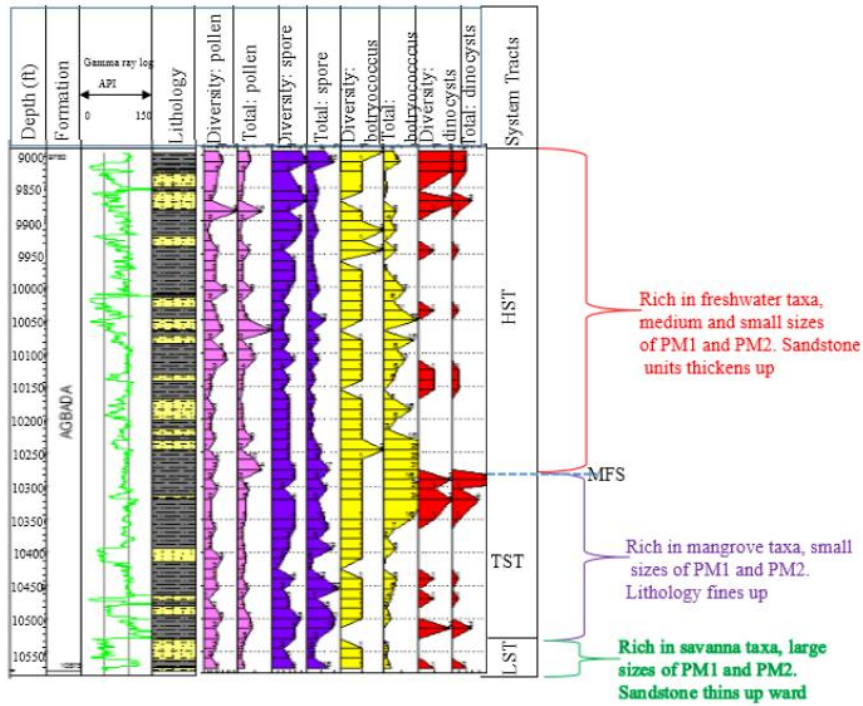 Depth (ft)
Formation
Gamma ray log
API
0 150
Lithology
Diversity: pollen
Total: pollen
Diversity: spore
Total: spore
Diversity:
botryococcus
Total:
botryococcus
Diversity:
dinocysts
Total: dinocysts
System Tracts
9000
9850
9900
9950
10000
10050
10100
10150
10200
10250
10300
10350
10400
10450
10500
10550
AGBADA
HST
MFS
TST
LST
Rich in freshwater taxa,
medium and small sizes
of PM1 and PM2. Sandstone
units thickens up
Rich in mangrove taxa, small
sizes of PM1 and PM2.
Lithology fines up
Rich in savanna taxa, large
sizes of PM1 and PM2.
Sandstone thins up ward